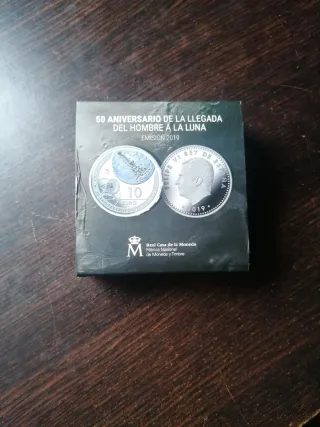 50 ANIVERSARIO DE LA LLEGADA
DEL HOMBRE A LA LUNA
EMISIÓN 2019
10
2019
M
Real Casa de la Moneda
Fábrica Nacional
de Moneda y Timbre